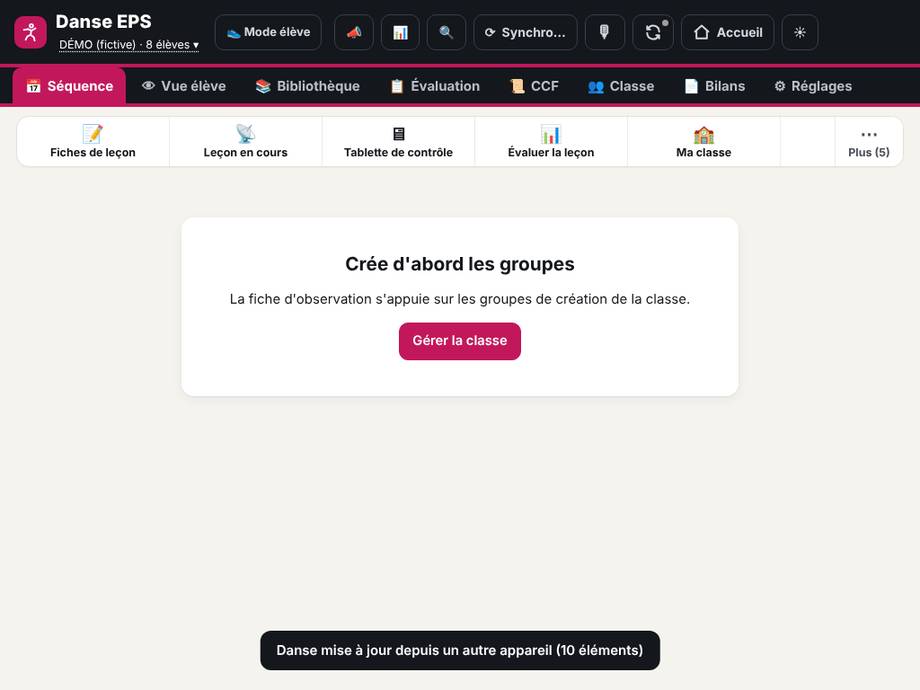 Danse EPS
DÉMO (fictive) · 8 élèves ▾
Mode élève
Synchro…
Accueil
Séquence
Vue élève
Bibliothèque
Évaluation
CCF
Classe
Bilans
Réglages
Fiches de leçon
Leçon en cours
Tablette de contrôle
Évaluer la leçon
Ma classe
Plus (5)
Crée d'abord les groupes
La fiche d'observation s'appuie sur les groupes de création de la classe.
Gérer la classe
Danse mise à jour depuis un autre appareil (10 éléments)